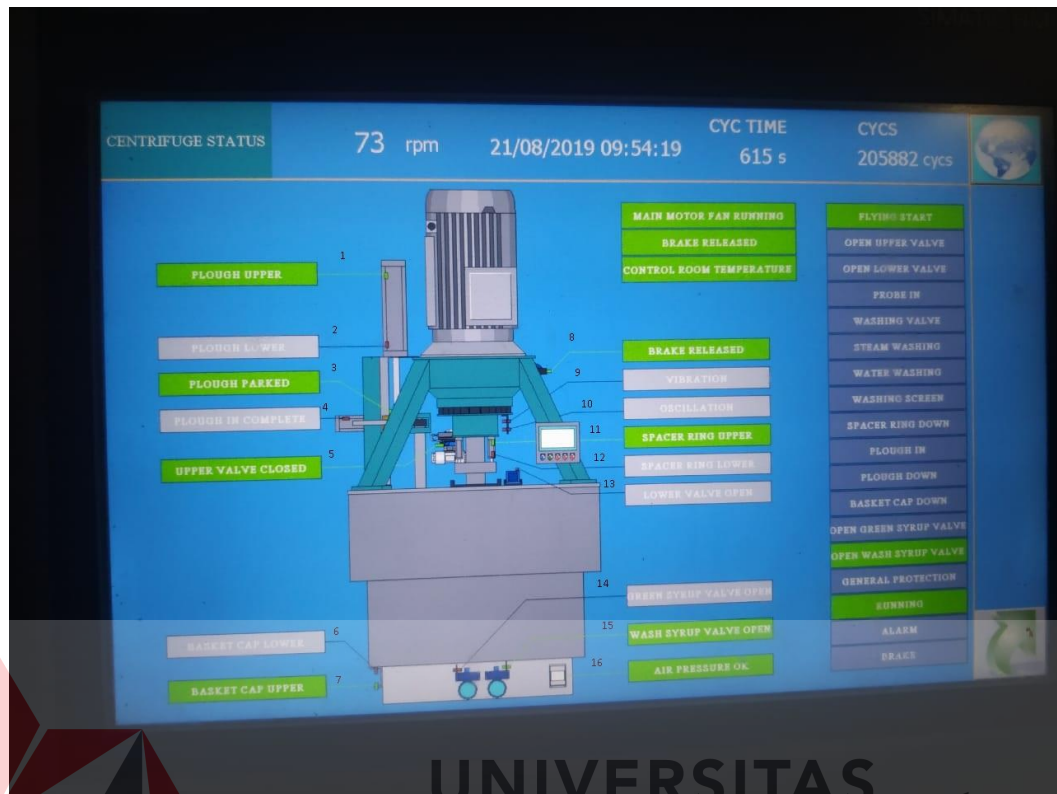 CENTRIFUGE STATUS
73 rpm
21/08/2019 09:54:19
CYC TIME
615 s
CYCS
205882 cycs
1
PLOUGH UPPER
2
PLOUGH LOWER
3
PLOUGH PARKED
4
PLOUGH IN COMPLETE
5
UPPER VALVE CLOSED
6
BASKET CAP LOWER
7
BASKET CAP UPPER
MAIN MOTOR FAN RUNNING
BRAKE RELEASED
CONTROL ROOM TEMPERATURE
8
BRAKE RELEASED
9
VIBRATION
10
OSCILLATION
11
SPACER RING UPPER
12
SPACER RING LOWER
13
LOWER VALVE OPEN
14
GREEN SYRUP VALVE OPEN
15
WASH SYRUP VALVE OPEN
16
AIR PRESSURE OK
FLYING START
OPEN UPPER VALVE
OPEN LOWER VALVE
PROBE IN
WASHING VALVE
STEAM WASHING
WATER WASHING
WASHING SCREEN
SPACER RING DOWN
PLOUGH IN
PLOUGH DOWN
BASKET CAP DOWN
OPEN GREEN SYRUP VALVE
OPEN WASH SYRUP VALVE
GENERAL PROTECTION
RUNNING
ALARM
BRAKE
UNIVERSITAS